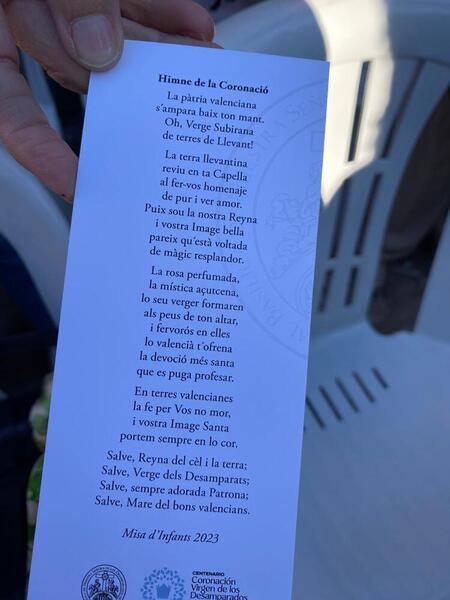 Himne de la Coronació
La pàtria valenciana
s'ampara baix ton mant.
Oh, Verge Subirana
de terres de Llevant!
La terra llevantina
reviu en ta Capella
al fer-vos homenaje
de pur i ver amor.
Puix sou la nostra Reyna
i vostra Image bella
pareix qu'està voltada
de màgic resplandor.
La rosa perfumada,
la mística açutcena,
lo seu verger formaren
als peus de ton altar,
i fervorós en elles
lo valencià t'ofrena
la devoció més santa
que es puga profesar.
En terres valencianes
la fe per Vos no mor,
i vostra Image Santa
portem sempre en lo cor.
Salve, Reyna del cèl i la terra;
Salve, Verge dels Desamparats;
Salve, sempre adorada Patrona;
Salve, Mare del bons valencians.
Misa d'Infants 2023
CENTENARIO
Coronación
Virgen de los
Desamparados